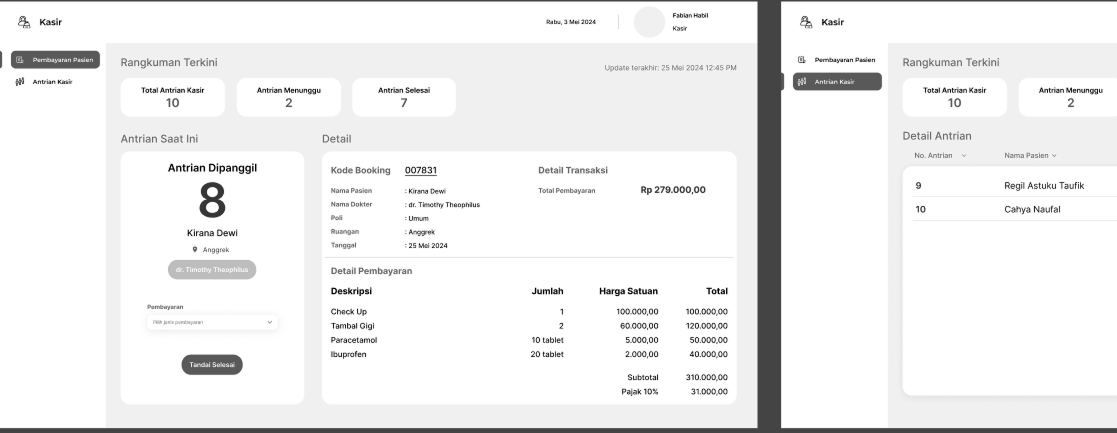 Kasir
Rabu, 3 Mei 2024
Fabian Habil
Kasir
Pembayaran Pasien
Antrian Kasir
Rangkuman Terkini
Update terakhir: 25 Mei 2024 12:45 PM
Total Antrian Kasir
10
Antrian Menunggu
2
Antrian Selesai
7
Antrian Saat Ini
Antrian Dipanggil
8
Kirana Dewi
Anggrek
dr. Timothy Theophilus
Pembayaran
Pilih jenis pembayaran
Tandai Selesai
Detail
Kode Booking 007831
Nama Pasien : Kirana Dewi
Nama Dokter : dr. Timothy Theophilus
Poli : Umum
Ruangan : Anggrek
Tanggal : 25 Mei 2024
Detail Transaksi
Total Pembayaran Rp 279.000,00
Detail Pembayaran
Deskripsi Jumlah Harga Satuan Total
Check Up 1 100.000,00 100.000,00
Tambal Gigi 2 60.000,00 120.000,00
Paracetamol 10 tablet 5.000,00 50.000,00
Ibuprofen 20 tablet 2.000,00 40.000,00
Subtotal 310.000,00
Pajak 10% 31.000,00
Kasir
Pembayaran Pasien
Antrian Kasir
Rangkuman Terkini
Total Antrian Kasir
10
Antrian Menunggu
2
Detail Antrian
No. Antrian Nama Pasien
9 Regil Astuku Taufik
10 Cahya Naufal